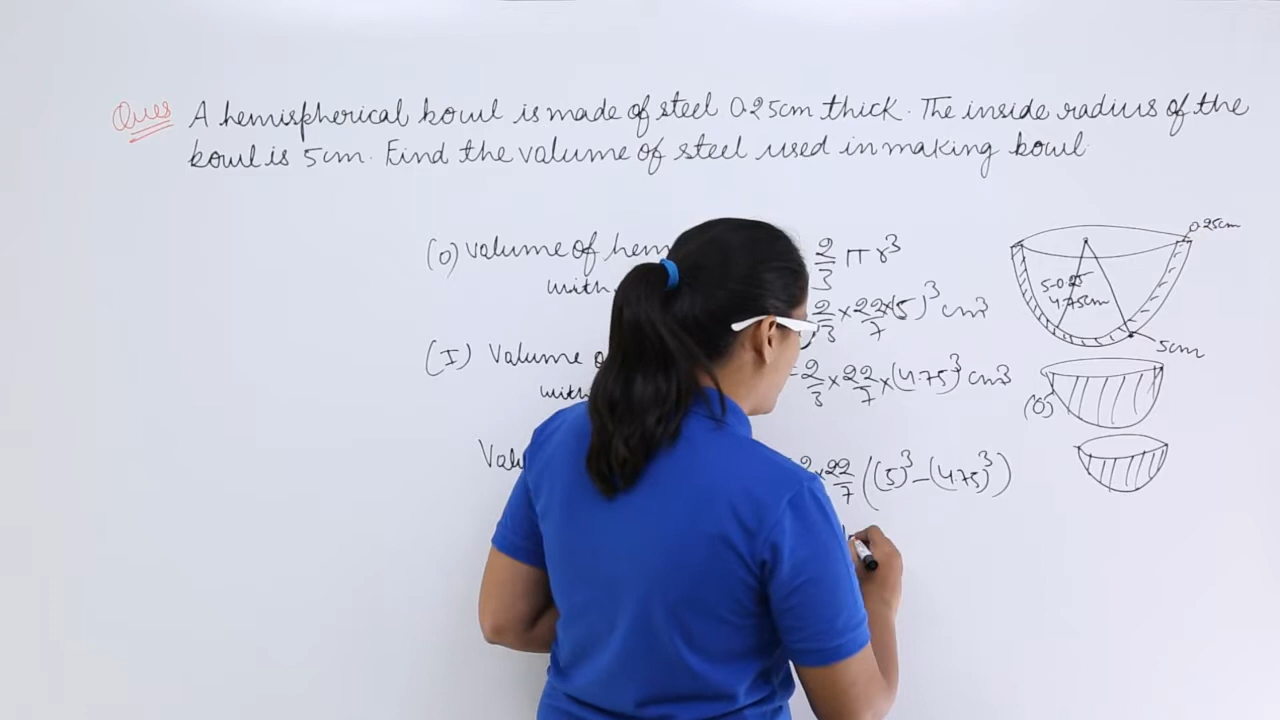 Ques A hemispherical bowl is made of steel 0.25cm thick. The inside radius of the
bowl is 5cm. Find the volume of steel used in making bowl.
0.25cm
(O) Volume of hem 2/3 πr³
with
5-0.25
4.75cm
2/3 × 22/7 × (5)³ cm³
5cm
(I) Volume o
= 2/3 × 22/7 × (4.75)³ cm³
with
(O)
22/7 ((5)³ - (4.75)³)